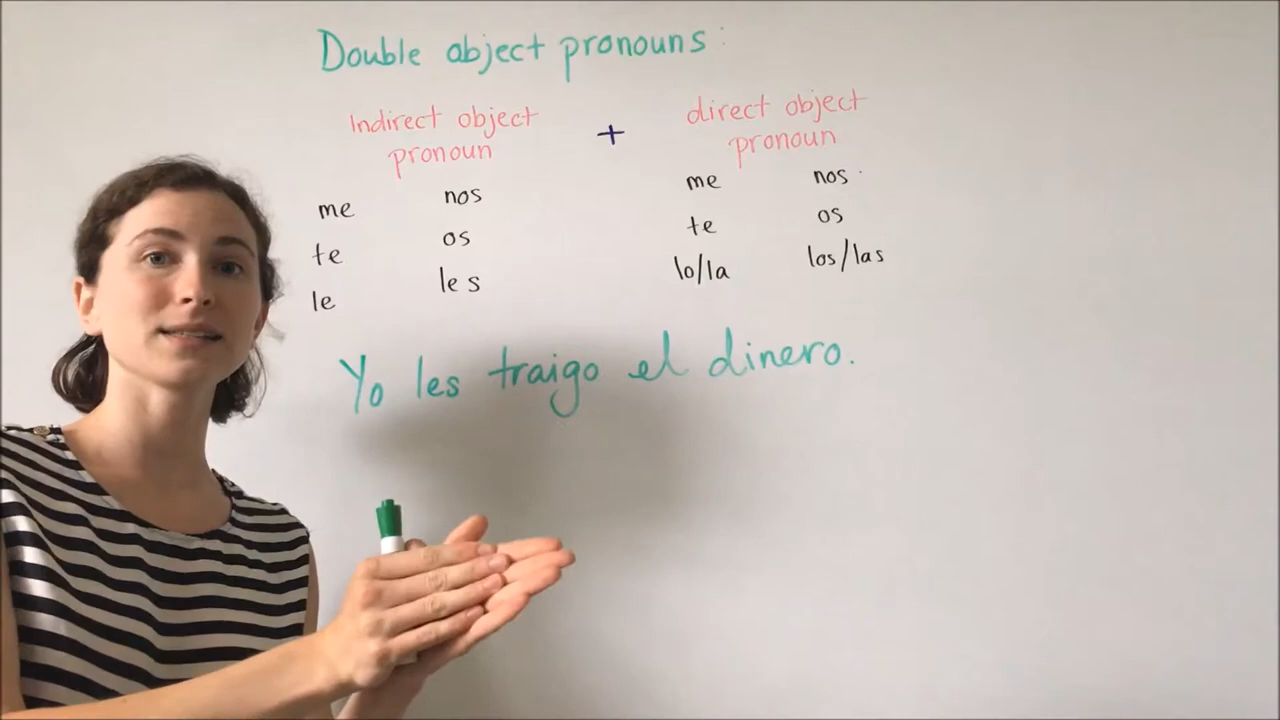 Double object pronouns:
Indirect object + direct object
pronoun pronoun
me nos me nos
te os te os
le les lo/la los/las
Yo les traigo el dinero.